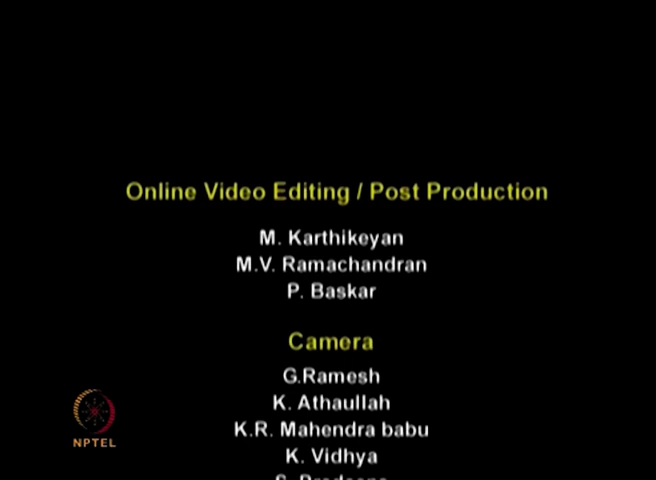 Online Video Editing / Post Production
M. Karthikeyan
M.V. Ramachandran
P. Baskar
Camera
G.Ramesh
K. Athaullah
K.R. Mahendra babu
K. Vidhya
NPTEL